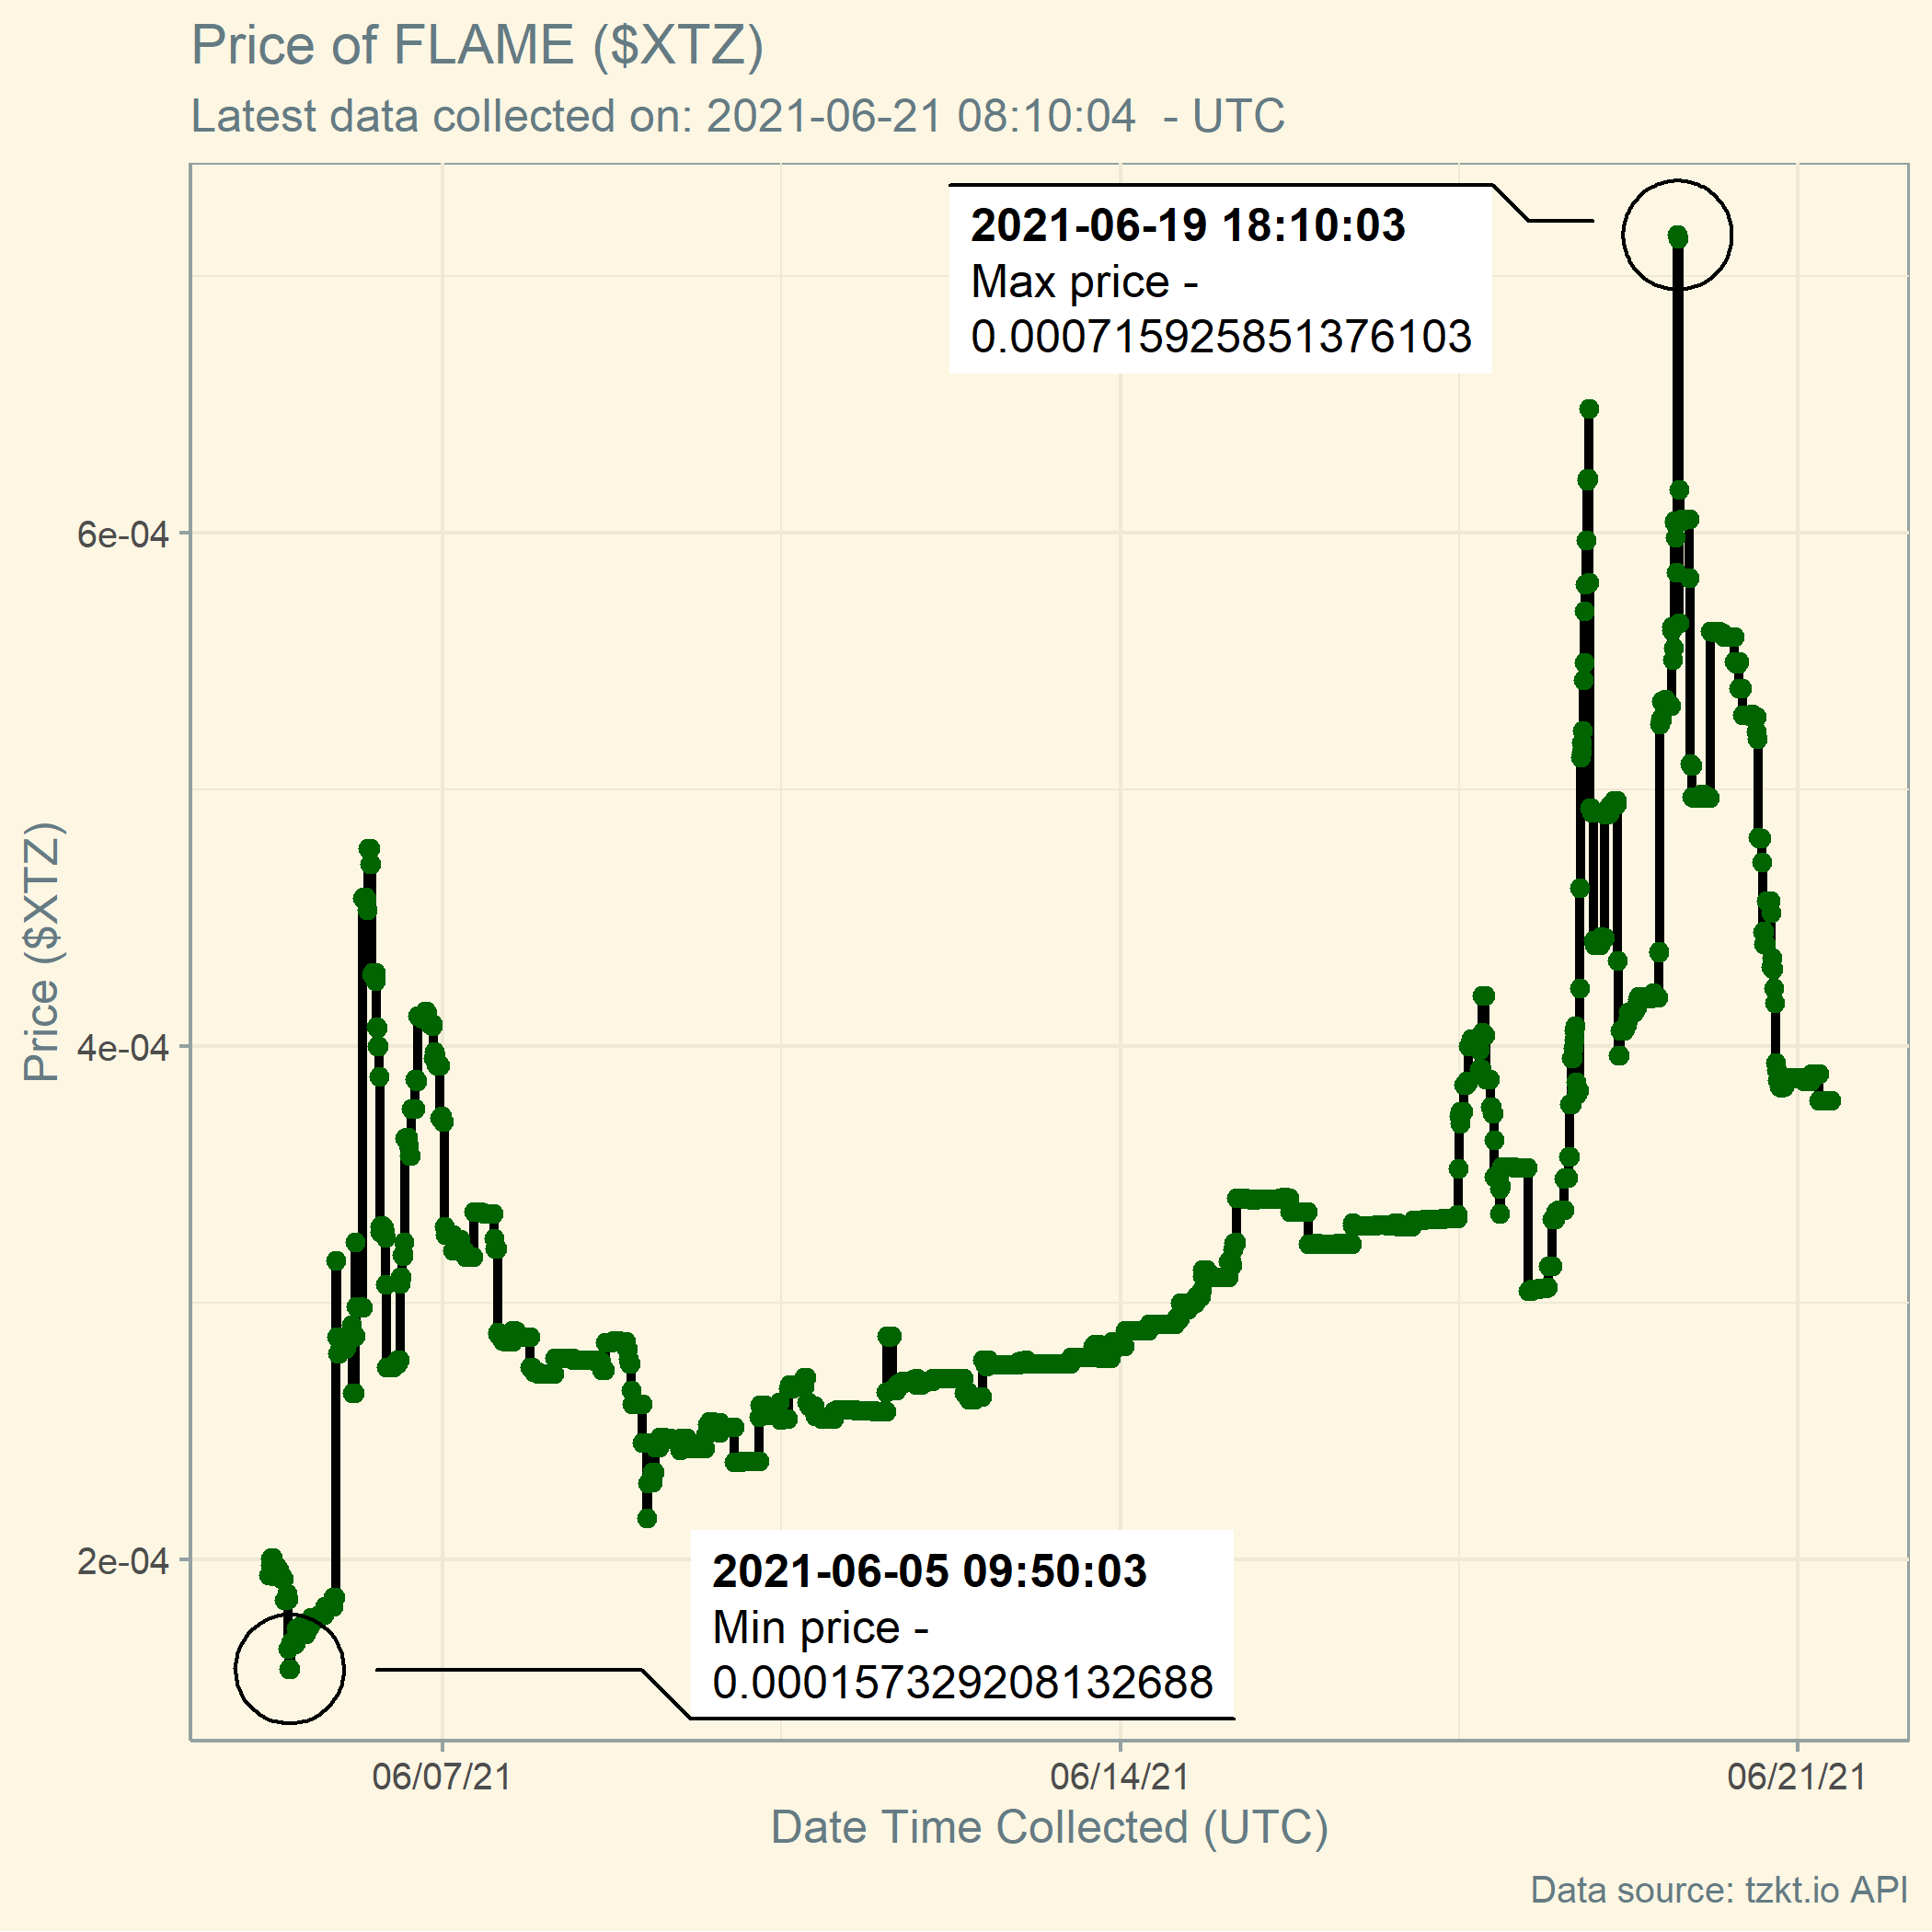 Price of FLAME ($XTZ)
Latest data collected on: 2021-06-21 08:10:04  - UTC
2021-06-19 18:10:03
Max price -
0.000715925851376103
6e-04
4e-04
2e-04
Price ($XTZ)
2021-06-05 09:50:03
Min price -
0.000157329208132688
06/07/21
06/14/21
06/21/21
Date Time Collected (UTC)
Data source: tzkt.io API